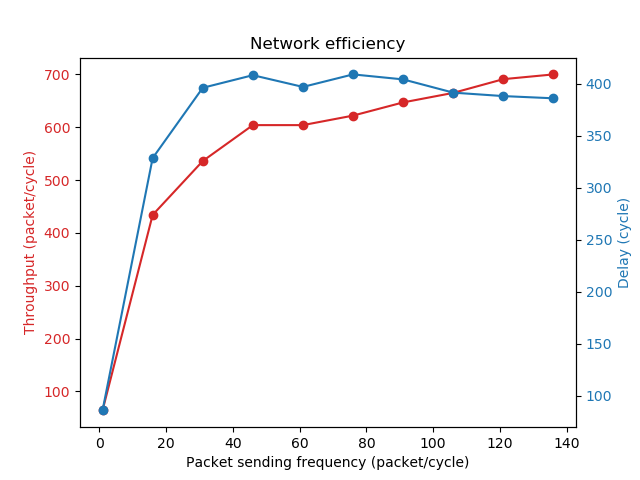 Network efficiency
700
600
500
400
300
200
100
Throughput (packet/cycle)
400
350
300
250
200
150
100
Delay (cycle)
0 20 40 60 80 100 120 140
Packet sending frequency (packet/cycle)